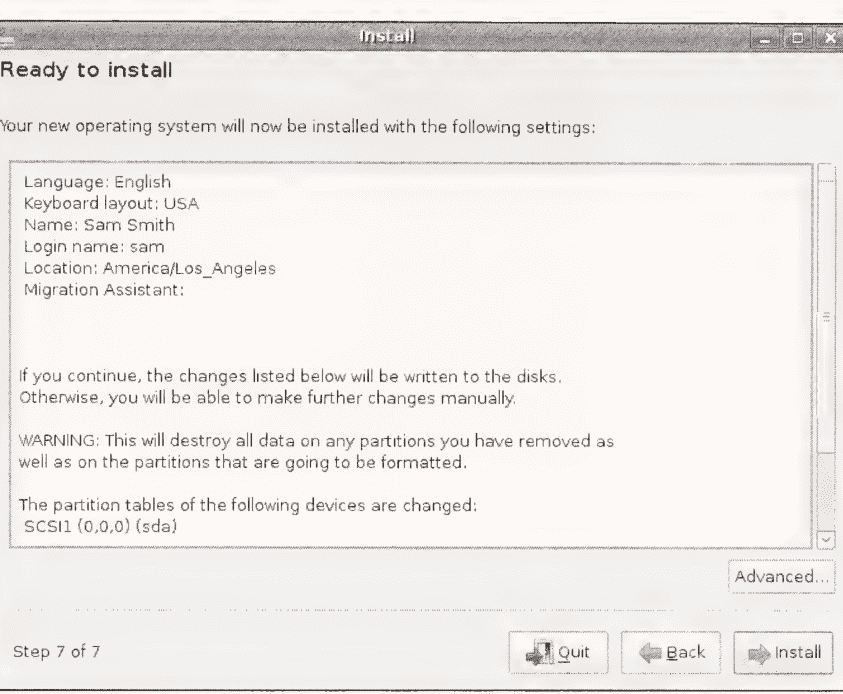 Install
Ready to install
Your new operating system will now be installed with the following settings:
Language: English
Keyboard layout: USA
Name: Sam Smith
Login name: sam
Location: America/Los_Angeles
Migration Assistant:
If you continue, the changes listed below will be written to the disks.
Otherwise, you will be able to make further changes manually.
WARNING: This will destroy all data on any partitions you have removed as
well as on the partitions that are going to be formatted.
The partition tables of the following devices are changed:
SCSI1 (0,0,0) (sda)
Advanced...
Step 7 of 7
Quit
Back
Install